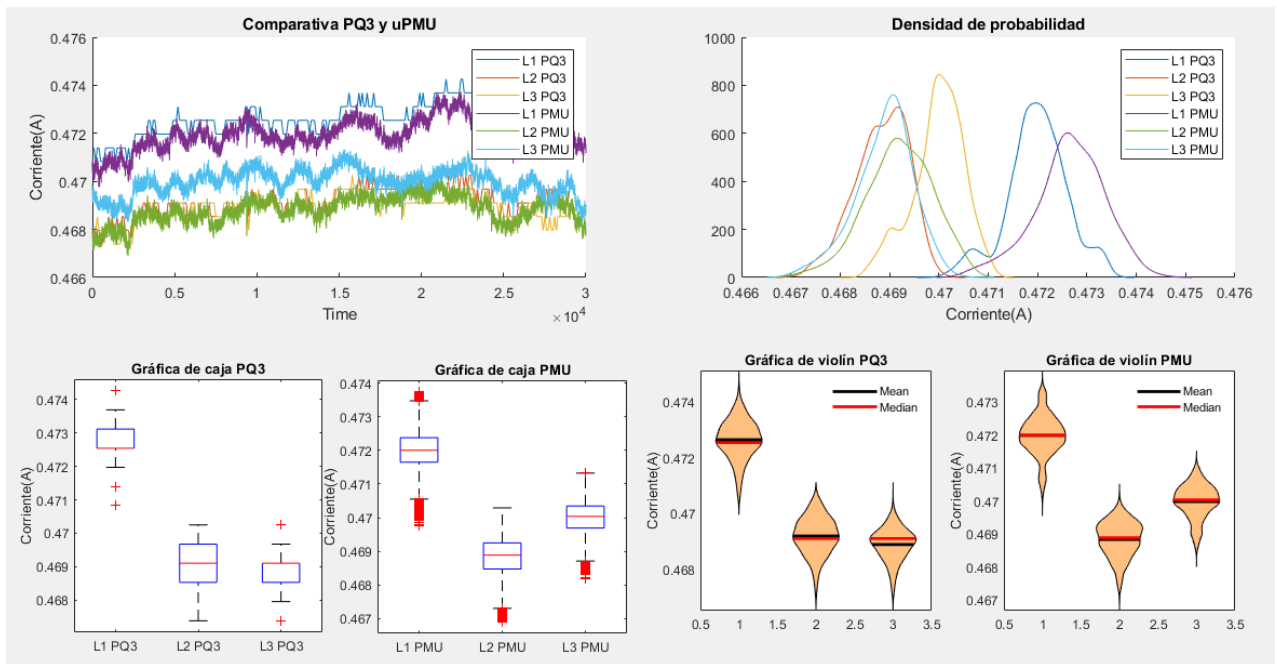 Comparativa PQ3 y uPMU
0.476
0.474
0.472
0.47
0.468
0.466
Corriente(A)
0
0.5
1
1.5
2
2.5
3
Time
×10^4
L1 PQ3
L2 PQ3
L3 PQ3
L1 PMU
L2 PMU
L3 PMU
Densidad de probabilidad
1000
800
600
400
200
0
0.466 0.467 0.468 0.469 0.47 0.471 0.472 0.473 0.474 0.475 0.476
Corriente(A)
L1 PQ3
L2 PQ3
L3 PQ3
L1 PMU
L2 PMU
L3 PMU
Gráfica de caja PQ3
0.474
0.473
0.472
0.471
0.47
0.469
0.468
Corriente(A)
L1 PQ3 L2 PQ3 L3 PQ3
Gráfica de caja PMU
0.474
0.473
0.472
0.471
0.47
0.469
0.468
0.467
Corriente(A)
L1 PMU L2 PMU L3 PMU
Gráfica de violín PQ3
Mean
Median
0.474
0.472
0.47
0.468
Corriente(A)
0.5 1 1.5 2 2.5 3 3.5
Gráfica de violín PMU
Mean
Median
0.473
0.472
0.471
0.47
0.469
0.468
0.467
Corriente(A)
0.5 1 1.5 2 2.5 3 3.5